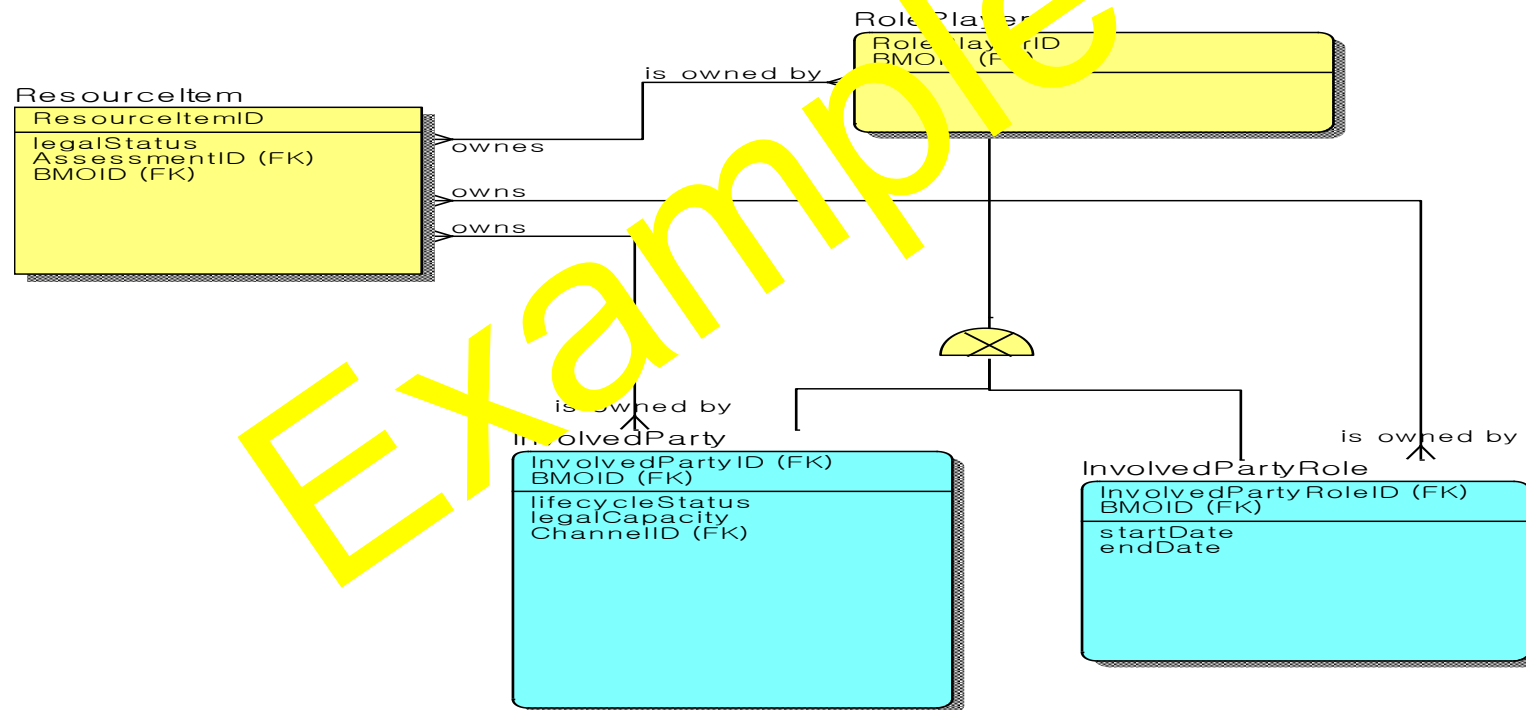 RolePlayer
RolePlayerID
BMOID (FK)
is owned by
ResourceItem
ResourceItemID
legalStatus
AssessmentID (FK)
BMOID (FK)
ownes
owns
owns
Example
is owned by
InvolvedParty
InvolvedPartyID (FK)
BMOID (FK)
lifecycleStatus
legalCapacity
ChannelID (FK)
is owned by
InvolvedPartyRole
InvolvedPartyRoleID (FK)
BMOID (FK)
startDate
endDate